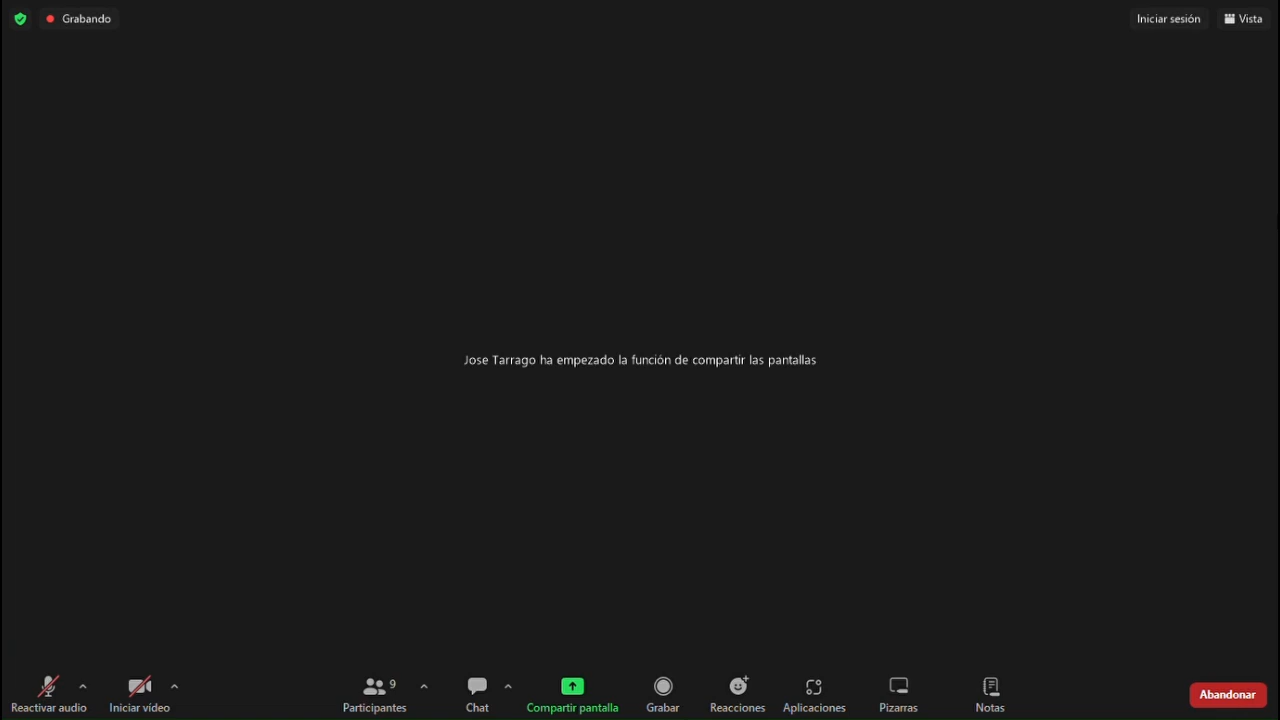 Grabando
Iniciar sesión
Vista
Jose Tarrago ha empezado la función de compartir las pantallas
9
Reactivar audio
Iniciar vídeo
Participantes
Chat
Compartir pantalla
Grabar
Reacciones
Aplicaciones
Pizarras
Notas
Abandonar